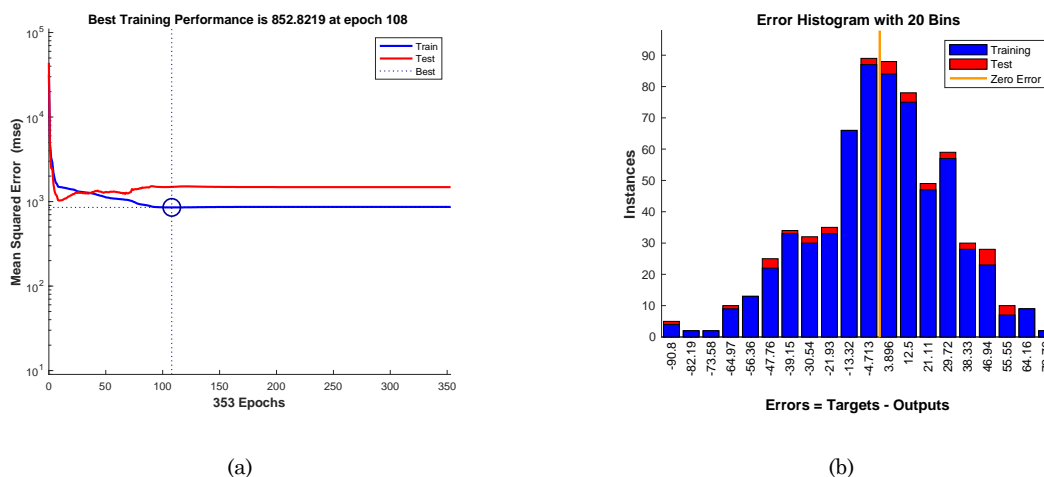 Best Training Performance is 852.8219 at epoch 108
Mean Squared Error (mse)
10^5
10^4
10^3
10^2
10^1
Train
Test
Best
0 50 100 150 200 250 300 350
353 Epochs
(a)
Error Histogram with 20 Bins
Instances
90
80
70
60
50
40
30
20
10
0
Training
Test
Zero Error
-90.8 -82.19 -73.58 -64.97 -56.36 -47.76 -39.15 -30.54 -21.93 -13.32 -4.713 3.896 12.5 21.11 29.72 38.33 46.94 55.55 64.16
Errors = Targets - Outputs
(b)